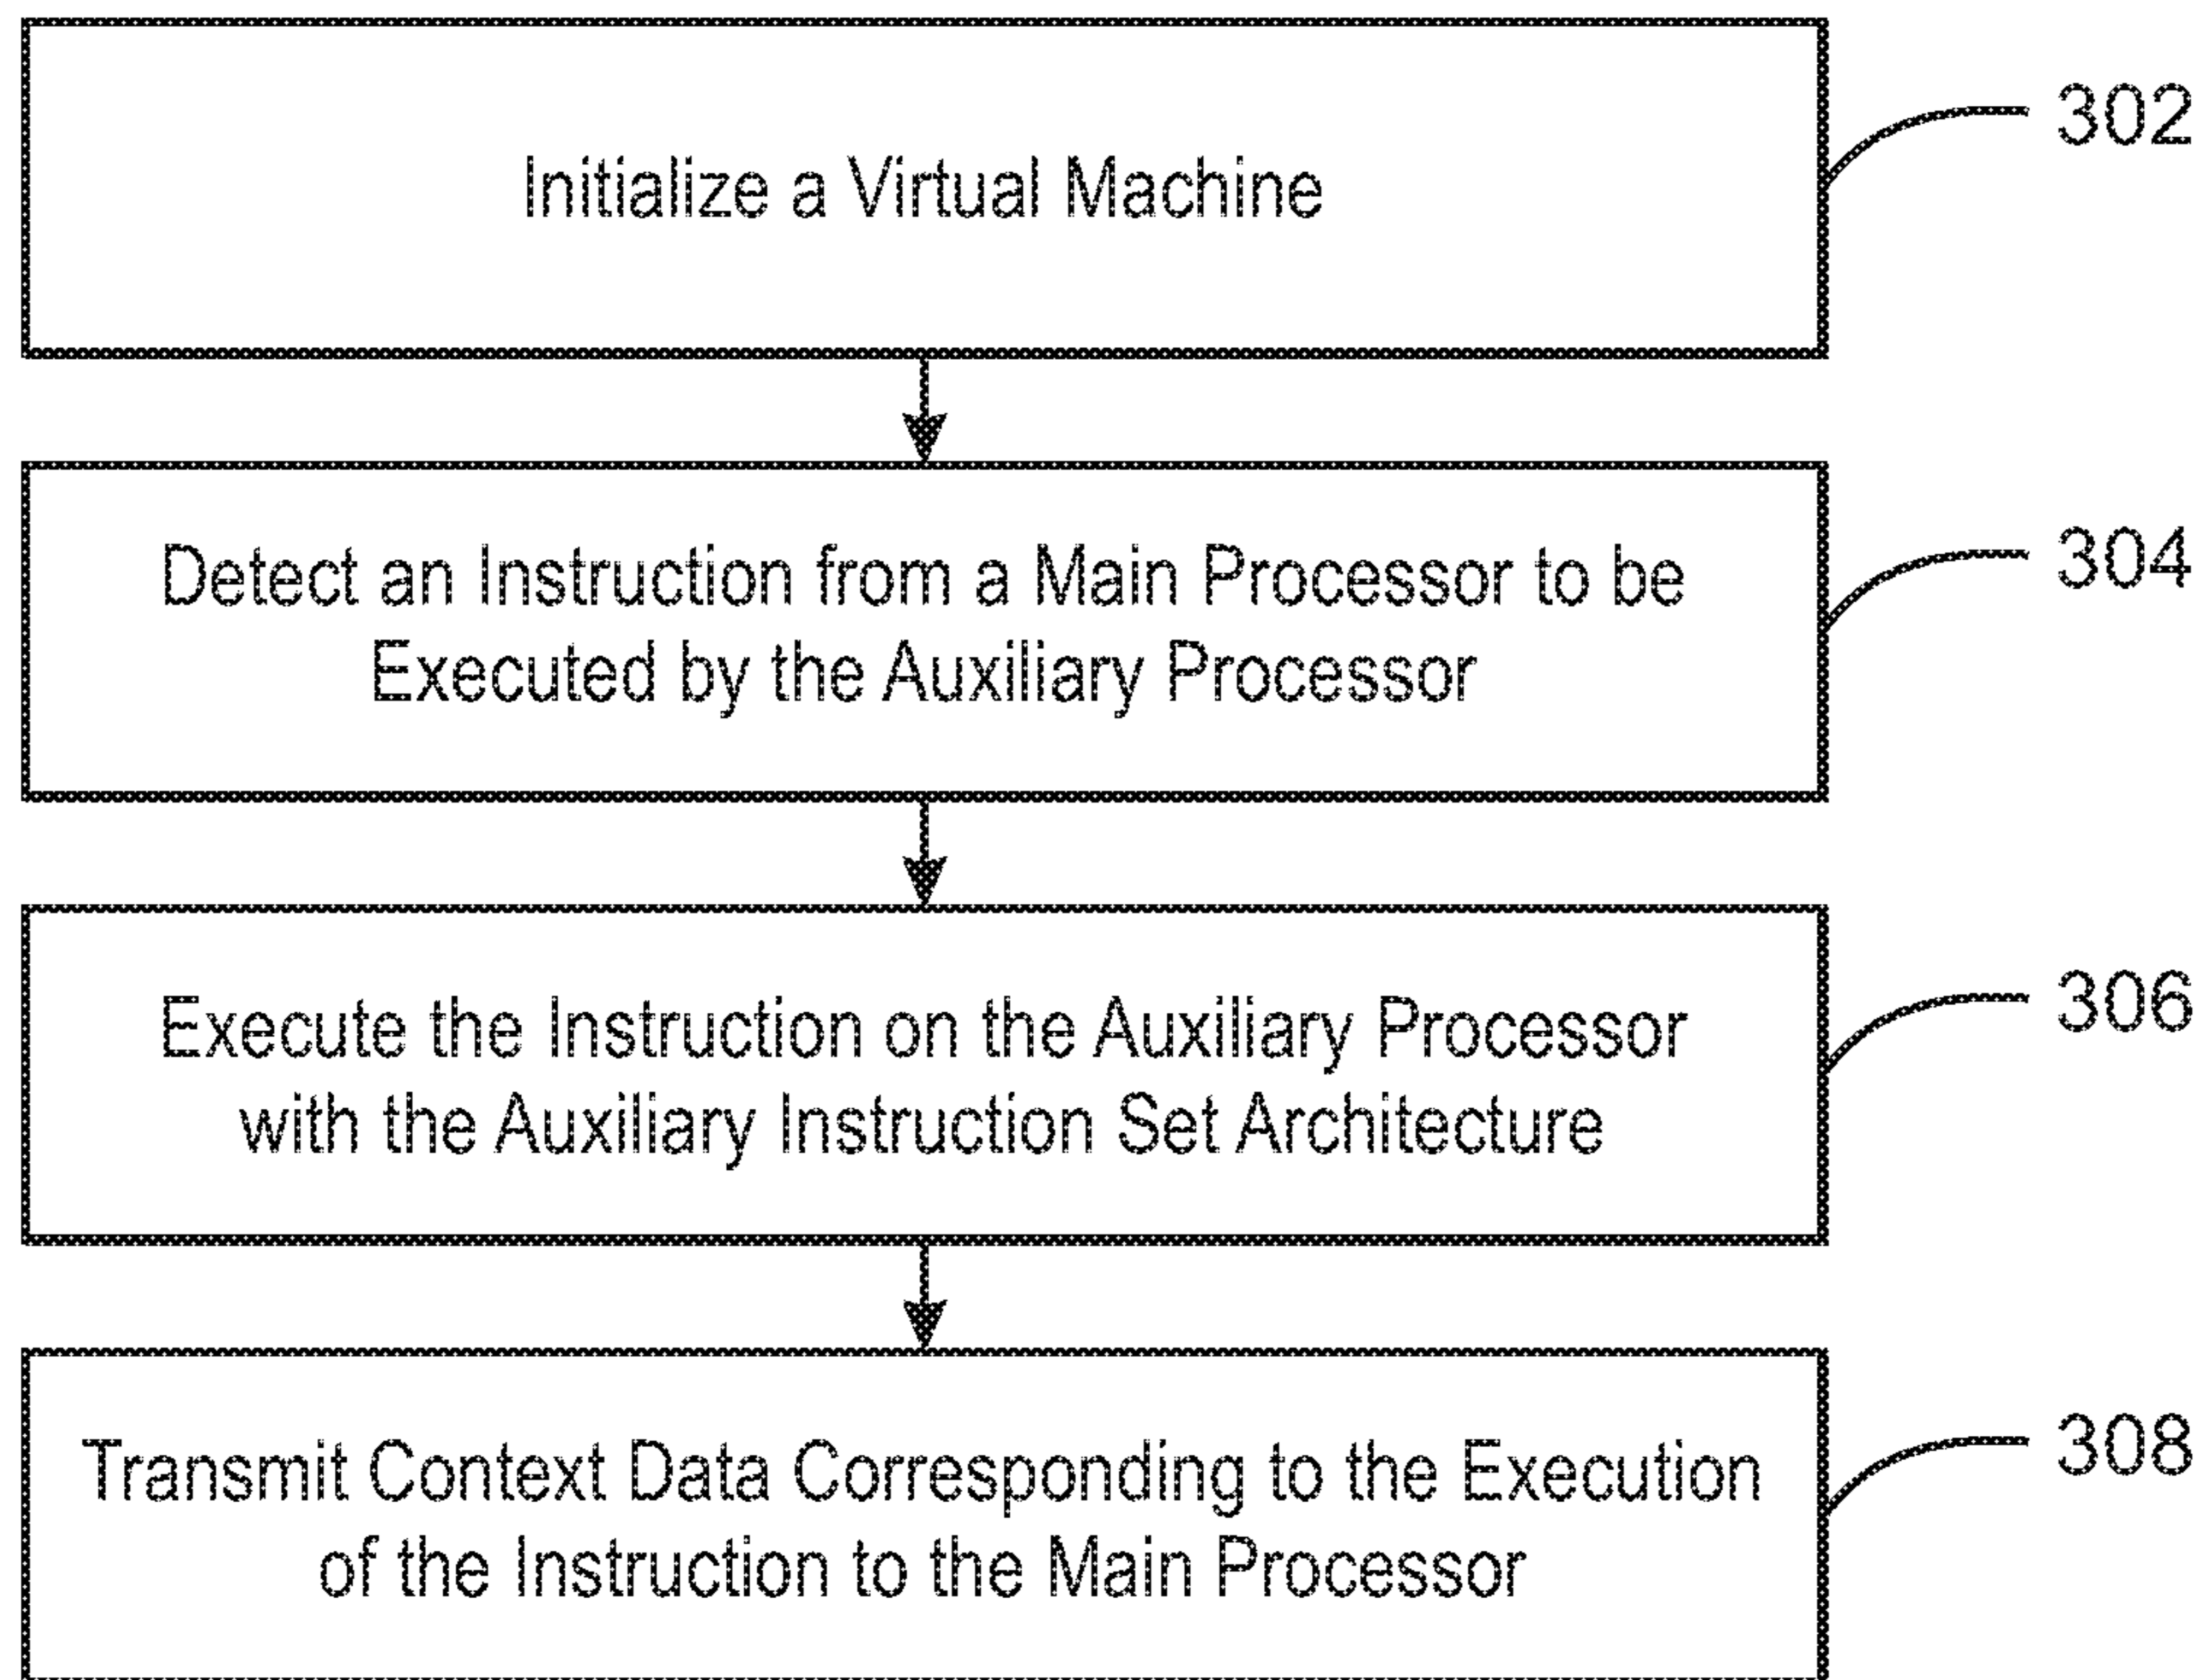 Initialize a Virtual Machine
302
Detect an Instruction from a Main Processor to be
Executed by the Auxiliary Processor
304
Execute the Instruction on the Auxiliary Processor
with the Auxiliary Instruction Set Architecture
306
Transmit Context Data Corresponding to the Execution
of the Instruction to the Main Processor
308